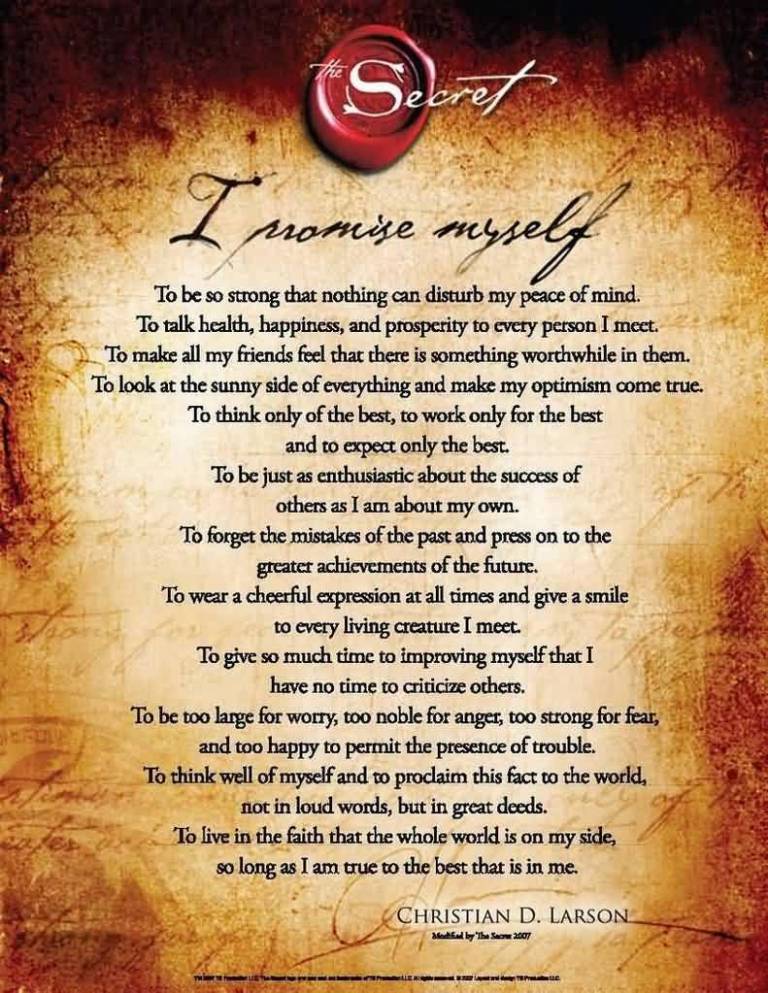 the Secret
I promise myself
To be so strong that nothing can disturb my peace of mind.
To talk health, happiness, and prosperity to every person I meet.
To make all my friends feel that there is something worthwhile in them.
To look at the sunny side of everything and make my optimism come true.
To think only of the best, to work only for the best
and to expect only the best.
To be just as enthusiastic about the success of
others as I am about my own.
To forget the mistakes of the past and press on to the
greater achievements of the future.
To wear a cheerful expression at all times and give a smile
to every living creature I meet.
To give so much time to improving myself that I
have no time to criticize others.
To be too large for worry, too noble for anger, too strong for fear,
and too happy to permit the presence of trouble.
To think well of myself and to proclaim this fact to the world,
not in loud words, but in great deeds.
To live in the faith that the whole world is on my side,
so long as I am true to the best that is in me.
CHRISTIAN D. LARSON
Modified by The Secret 2007